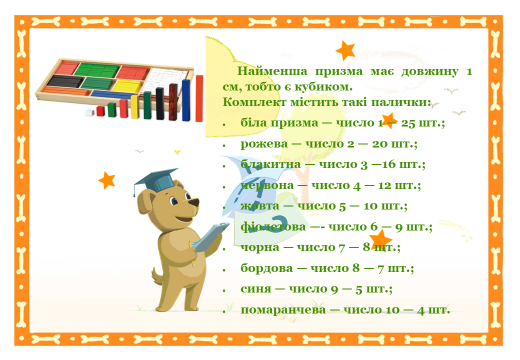 Найменша призма має довжину 1
см, тобто є кубиком.
Комплект містить такі палички:
• біла призма — число 1 — 25 шт.;
• рожева — число 2 — 20 шт.;
• блакитна — число 3 —16 шт.;
• червона — число 4 — 12 шт.;
• жовта — число 5 — 10 шт.;
• фіолетова —- число 6 — 9 шт.;
• чорна — число 7 — 8 шт.;
• бордова — число 8 — 7 шт.;
• синя — число 9 — 5 шт.;
• помаранчева — число 10 — 4 шт.